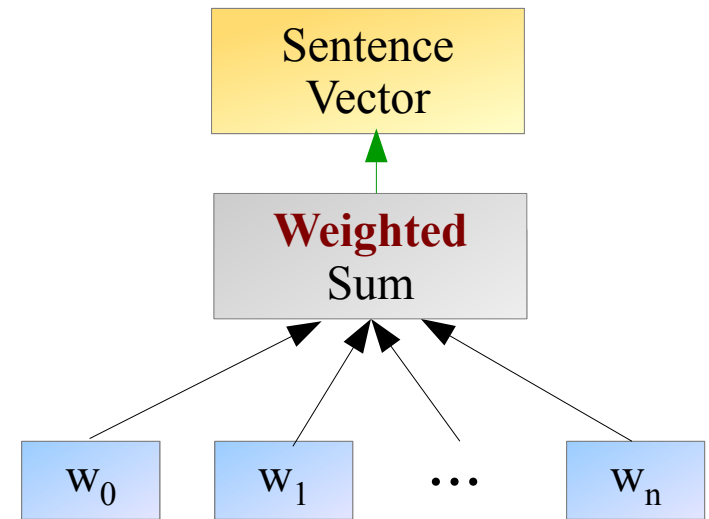 Sentence
Vector
Weighted
Sum
w₀ w₁ ... wₙ